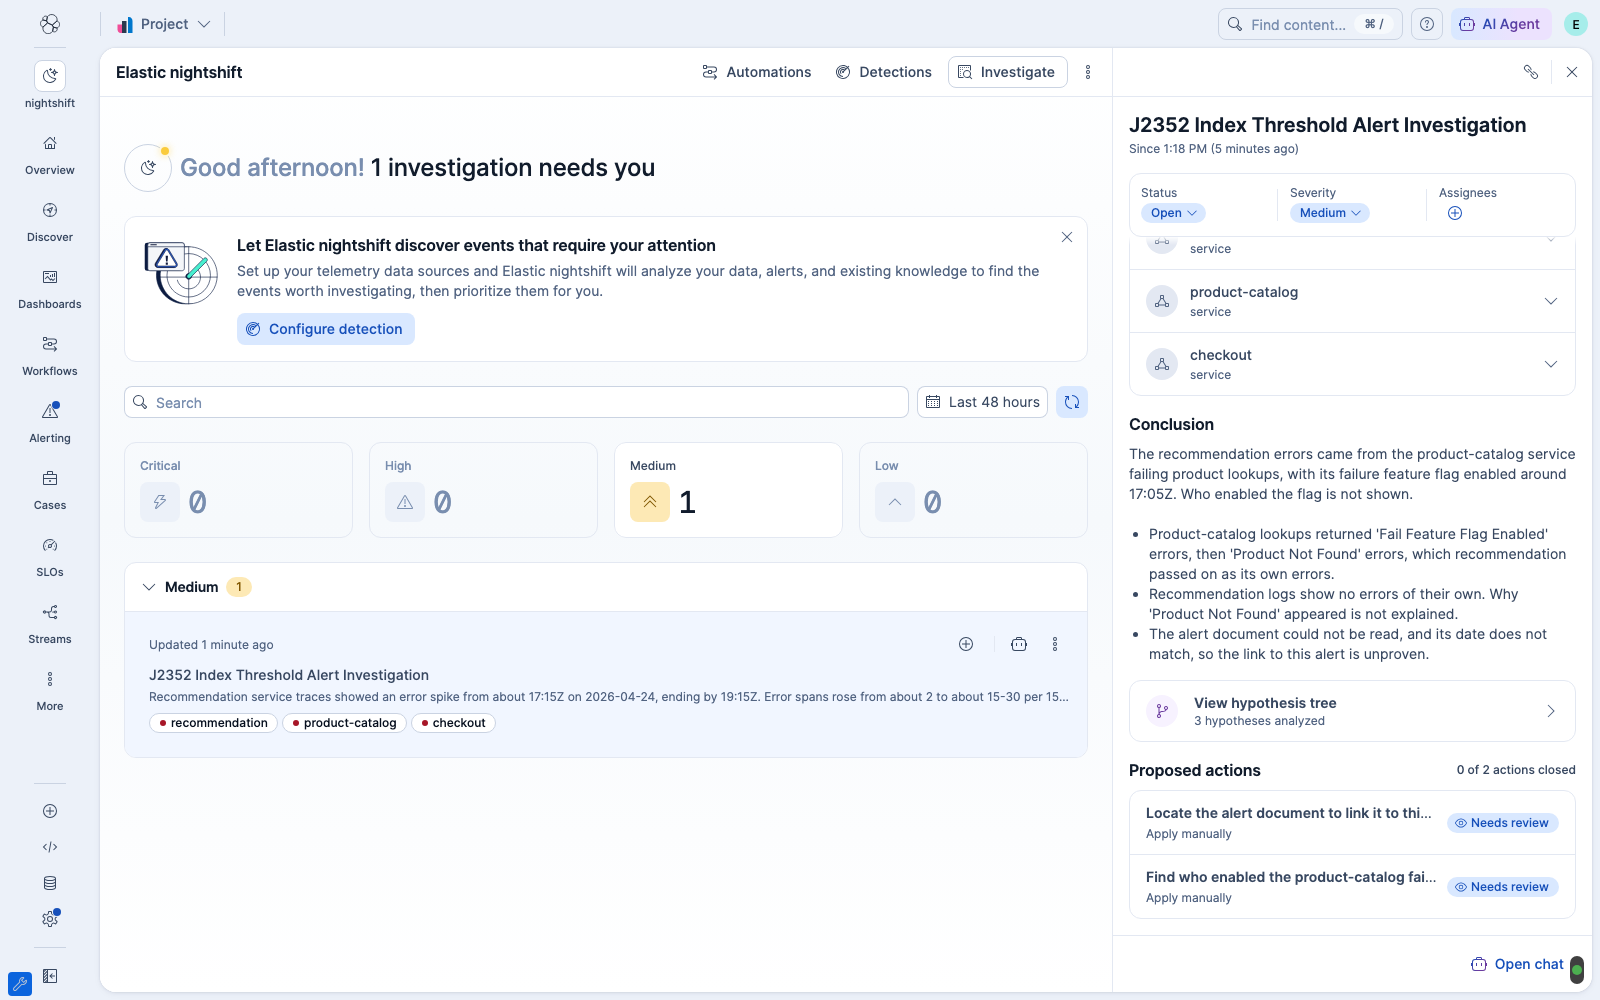 Project
Find content...
⌘ /
AI Agent
E
nightshift
Overview
Discover
Dashboards
Workflows
Alerting
Cases
SLOs
Streams
More
Elastic nightshift
Automations
Detections
Investigate
Good afternoon! 1 investigation needs you
Let Elastic nightshift discover events that require your attention
Set up your telemetry data sources and Elastic nightshift will analyze your data, alerts, and existing knowledge to find the
events worth investigating, then prioritize them for you.
Configure detection
Search
Last 48 hours
Critical
0
High
0
Medium
1
Low
0
Medium 1
Updated 1 minute ago
J2352 Index Threshold Alert Investigation
Recommendation service traces showed an error spike from about 17:15Z on 2026-04-24, ending by 19:15Z. Error spans rose from about 2 to about 15-30 per 15...
recommendation
product-catalog
checkout
J2352 Index Threshold Alert Investigation
Since 1:18 PM (5 minutes ago)
Status
Open
Severity
Medium
Assignees
service
product-catalog
service
checkout
service
Conclusion
The recommendation errors came from the product-catalog service
failing product lookups, with its failure feature flag enabled around
17:05Z. Who enabled the flag is not shown.
Product-catalog lookups returned 'Fail Feature Flag Enabled'
errors, then 'Product Not Found' errors, which recommendation
passed on as its own errors.
Recommendation logs show no errors of their own. Why
'Product Not Found' appeared is not explained.
The alert document could not be read, and its date does not
match, so the link to this alert is unproven.
View hypothesis tree
3 hypotheses analyzed
Proposed actions
0 of 2 actions closed
Locate the alert document to link it to thi...
Apply manually
Needs review
Find who enabled the product-catalog fai...
Apply manually
Needs review
Open chat